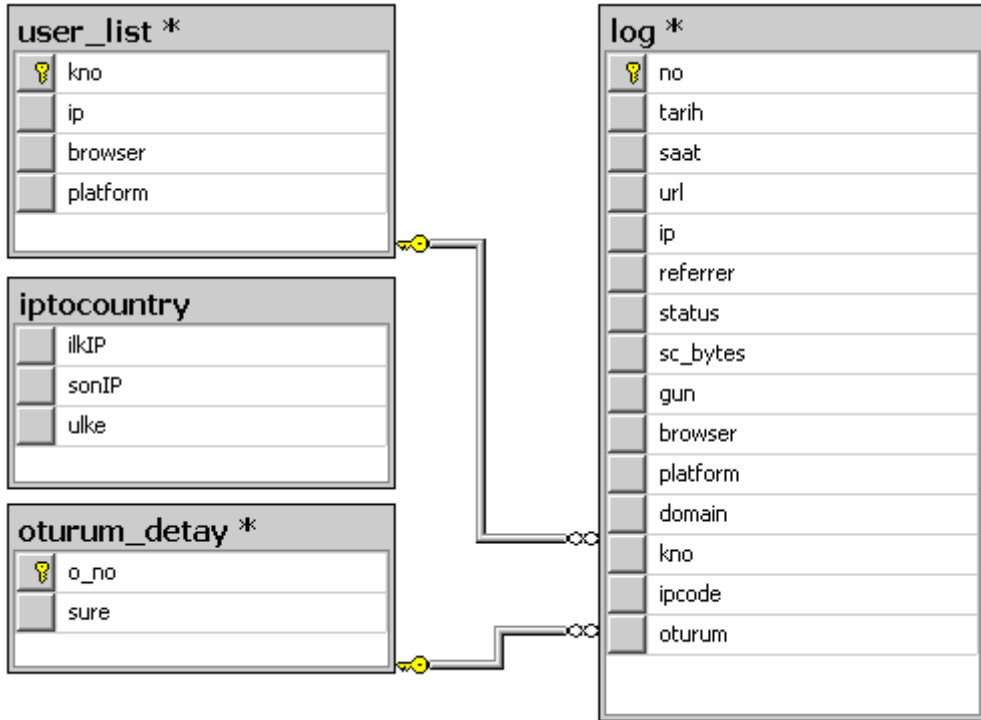 user_list *
kno
ip
browser
platform
iptocountry
ilkIP
sonIP
ulke
oturum_detay *
o_no
sure
log *
no
tarih
saat
url
ip
referrer
status
sc_bytes
gun
browser
platform
domain
kno
ipcode
oturum